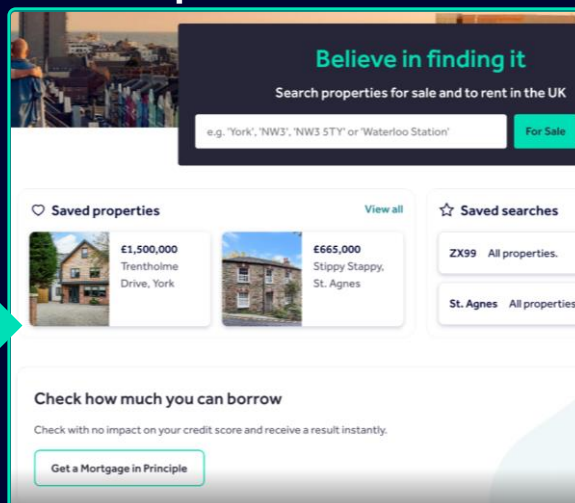 Believe in finding it
Search properties for sale and to rent in the UK
e.g. 'York', 'NW3', 'NW3 5TY' or 'Waterloo Station'
For Sale
Saved properties
View all
£1,500,000
Trentholme
Drive, York
£665,000
Stippy Stappy,
St. Agnes
Saved searches
ZX99 All properties.
St. Agnes All properties
Check how much you can borrow
Check with no impact on your credit score and receive a result instantly.
Get a Mortgage in Principle